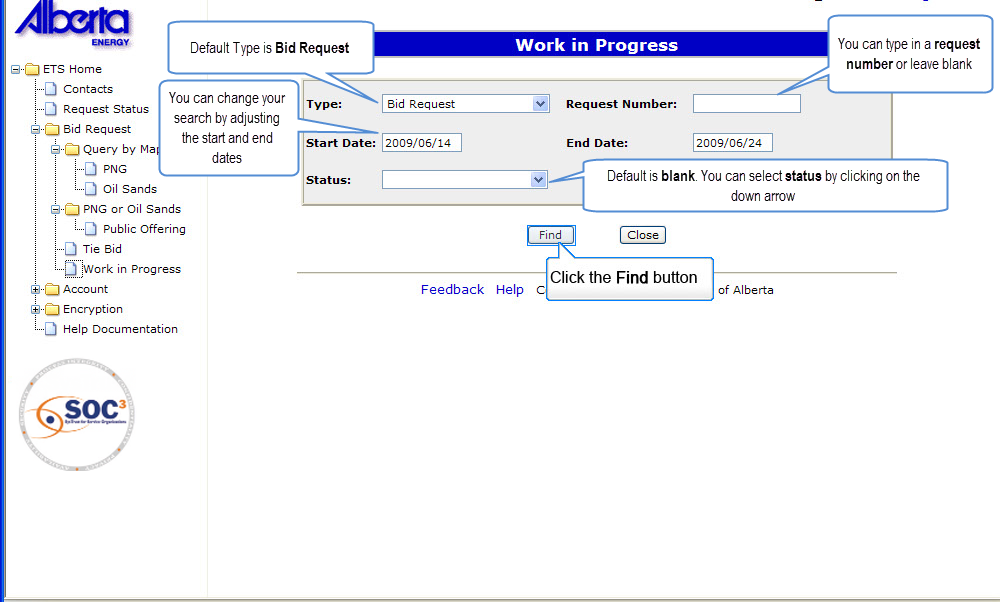 Alberta
ENERGY
ETS Home
Contacts
Request Status
Bid Request
Query by Map
PNG
Oil Sands
PNG or Oil Sands
Public Offering
Tie Bid
Work in Progress
Account
Encryption
Help Documentation
SOC3
Default Type is Bid Request
Work in Progress
You can type in a request
number or leave blank
You can change your
search by adjusting
the start and end
dates
Type: Bid Request Request Number:
Start Date: 2009/06/14 End Date: 2009/06/24
Status:
Default is blank. You can select status by clicking on the
down arrow
Find Close
Click the Find button
Feedback Help C of Alberta